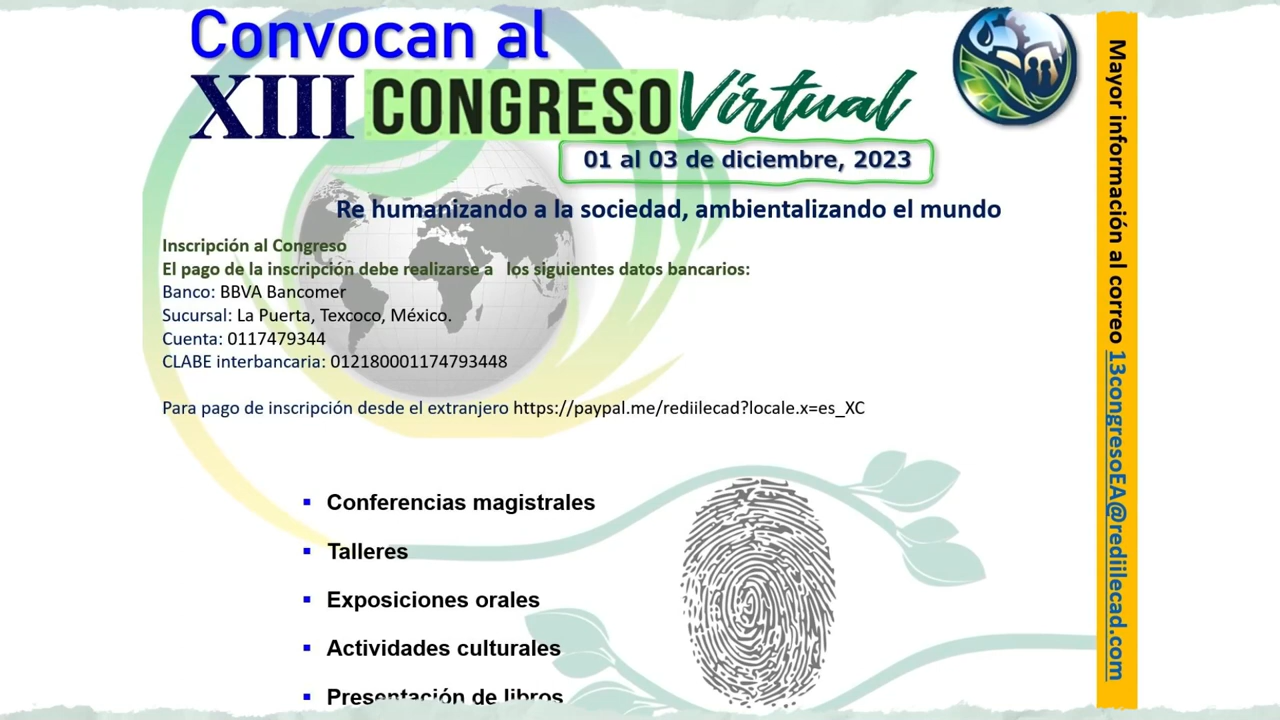 Convocan al
XIII CONGRESO Virtual
01 al 03 de diciembre, 2023
Re humanizando a la sociedad, ambientalizando el mundo
Inscripción al Congreso
El pago de la inscripción debe realizarse a los siguientes datos bancarios:
Banco: BBVA Bancomer
Sucursal: La Puerta, Texcoco, México.
Cuenta: 0117479344
CLABE interbancaria: 012180001174793448
Para pago de inscripción desde el extranjero https://paypal.me/rediilecad?locale.x=es_XC
▪ Conferencias magistrales
▪ Talleres
▪ Exposiciones orales
▪ Actividades culturales
▪ Presentación de libros
Mayor información al correo 13congresoEA@rediilecad.com